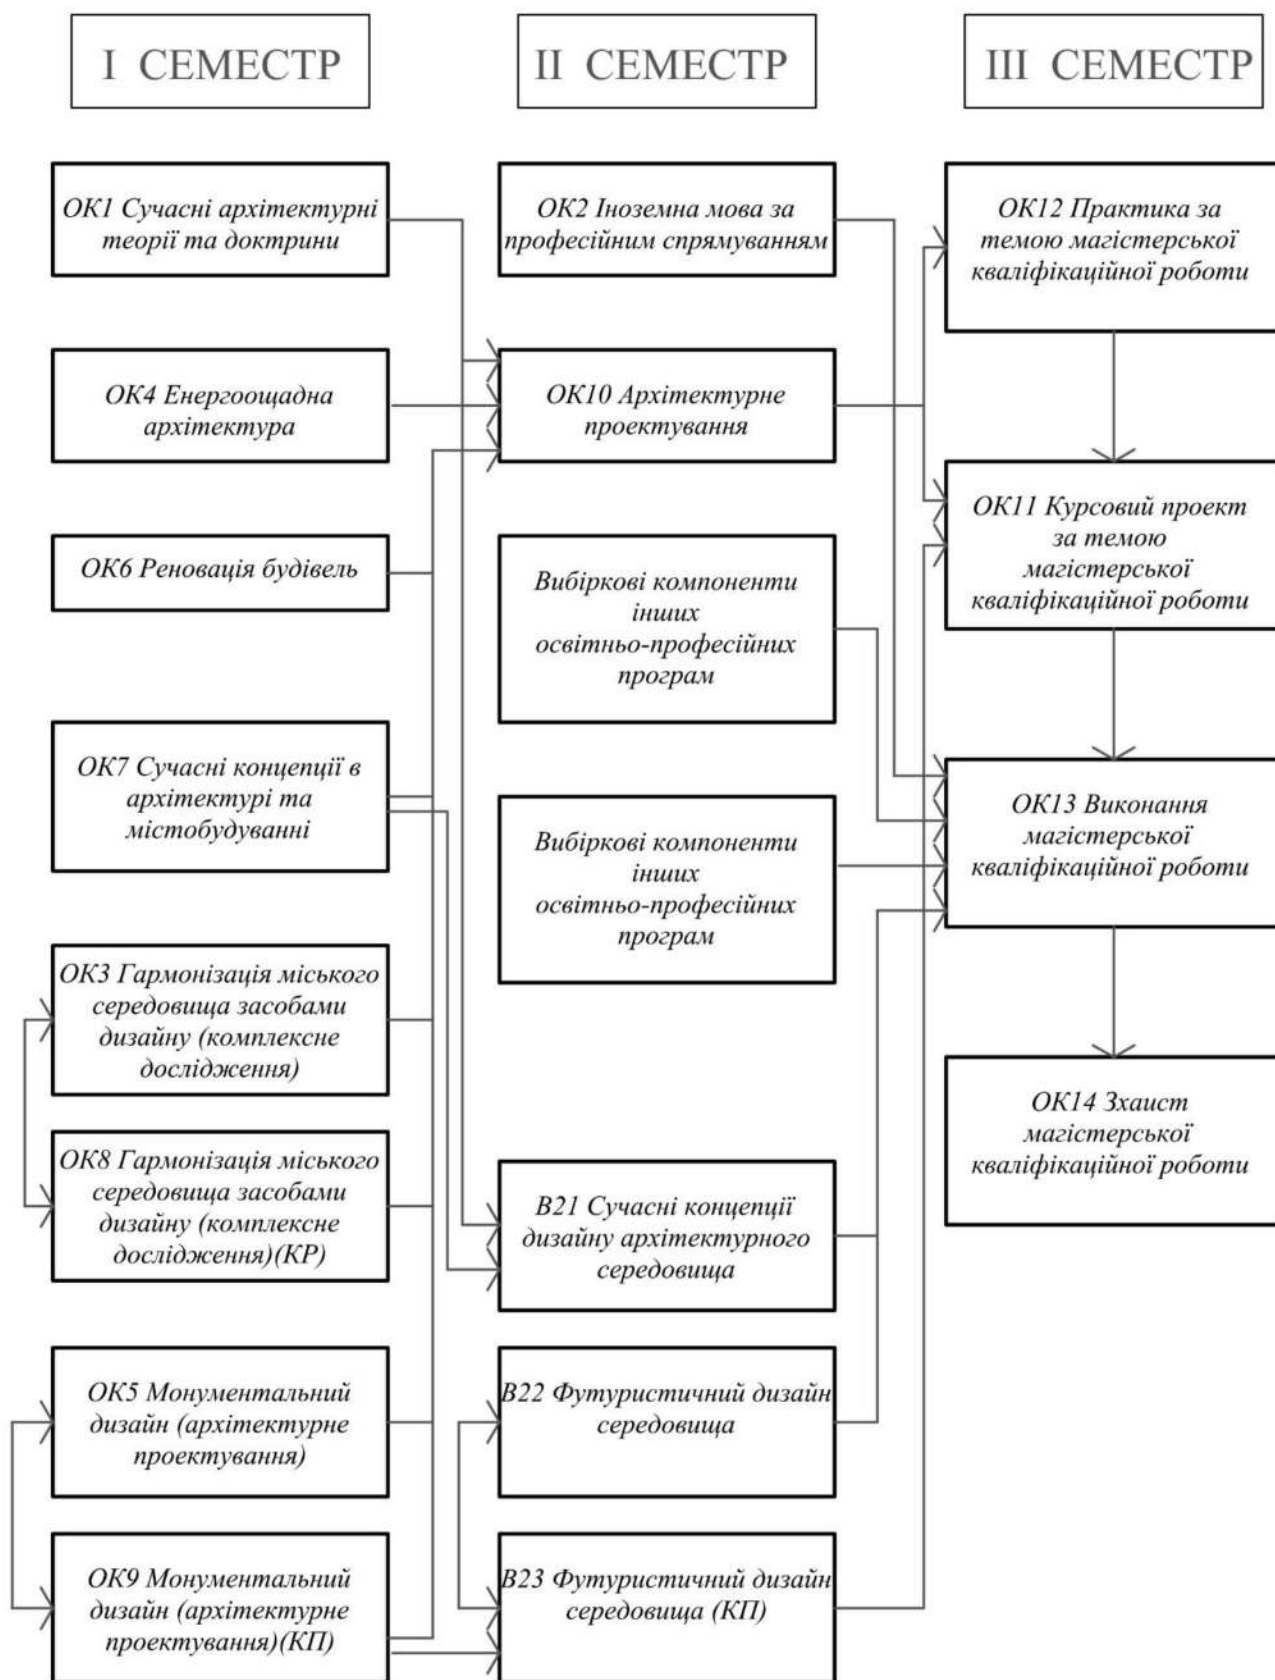 I СЕМЕСТР
II СЕМЕСТР
III СЕМЕСТР
ОК1 Сучасні архітектурні
теорії та доктрини
ОК4 Енергоощадна
архітектура
ОК6 Реновація будівель
ОК7 Сучасні концепції в
архітектурі та
містобудуванні
ОК3 Гармонізація міського
середовища засобами
дизайну (комплексне
дослідження)
ОК8 Гармонізація міського
середовища засобами
дизайну (комплексне
дослідження)(КР)
ОК5 Монументальний
дизайн (архітектурне
проектування)
ОК9 Монументальний
дизайн (архітектурне
проектування)(КП)
ОК2 Іноземна мова за
професійним спрямуванням
ОК10 Архітектурне
проектування
Вибіркові компоненти
інших
освітньо-професійних
програм
Вибіркові компоненти
інших
освітньо-професійних
програм
В21 Сучасні концепції
дизайну архітектурного
середовища
В22 Футуристичний дизайн
середовища
В23 Футуристичний дизайн
середовища (КП)
ОК12 Практика за
темою магістерської
кваліфікаційної роботи
ОК11 Курсовий проект
за темою
магістерської
кваліфікаційної роботи
ОК13 Виконання
магістерської
кваліфікаційної роботи
ОК14 Зхаист
магістерської
кваліфікаційної роботи